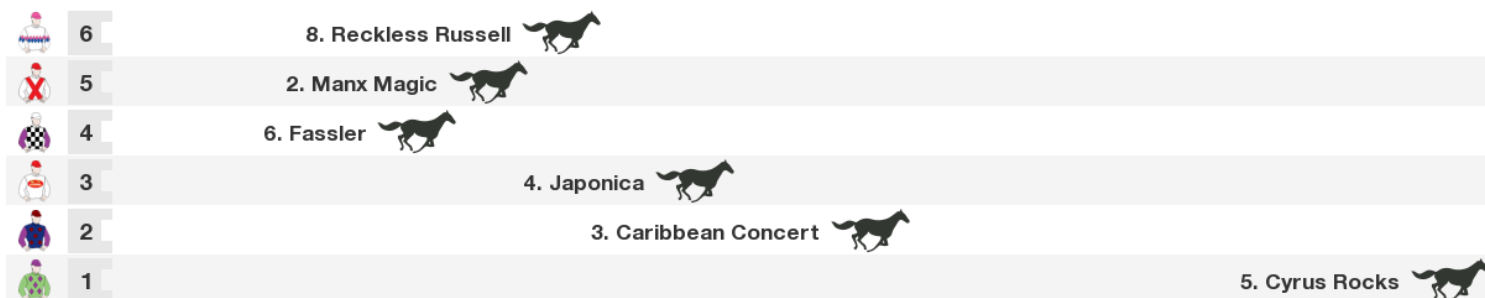 6 8. Reckless Russell
5 2. Manx Magic
4 6. Fassler
3 4. Japonica
2 3. Caribbean Concert
1 5. Cyrus Rocks